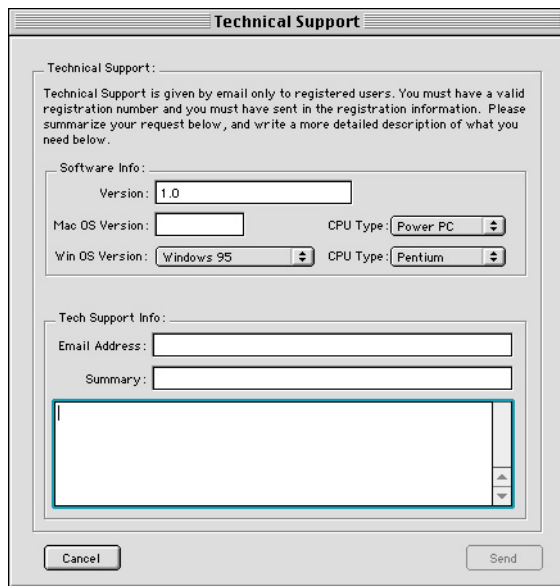 Technical Support
Technical Support:
Technical Support is given by email only to registered users. You must have a valid
registration number and you must have sent in the registration information. Please
summarize your request below, and write a more detailed description of what you
need below.
Software Info:
Version: 1.0
Mac OS Version: CPU Type: Power PC
Win OS Version: Windows 95 CPU Type: Pentium
Tech Support Info:
Email Address:
Summary:
Cancel Send